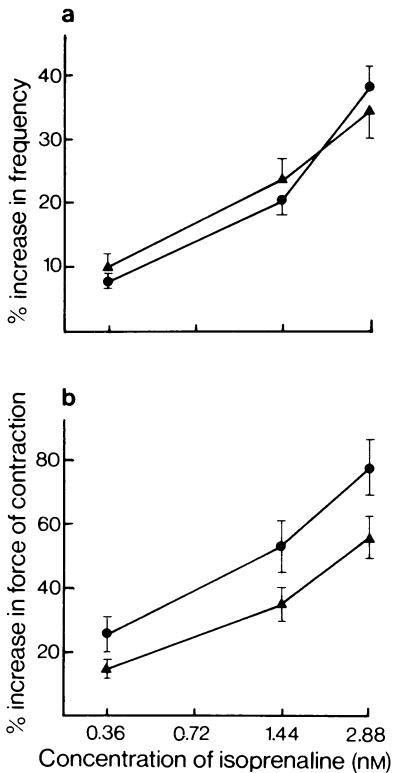 a
% increase in frequency
40
30
20
10
b
% increase in force of contraction
80
60
40
20
0.36 0.72 1.44 2.88
Concentration of isoprenaline (nM)